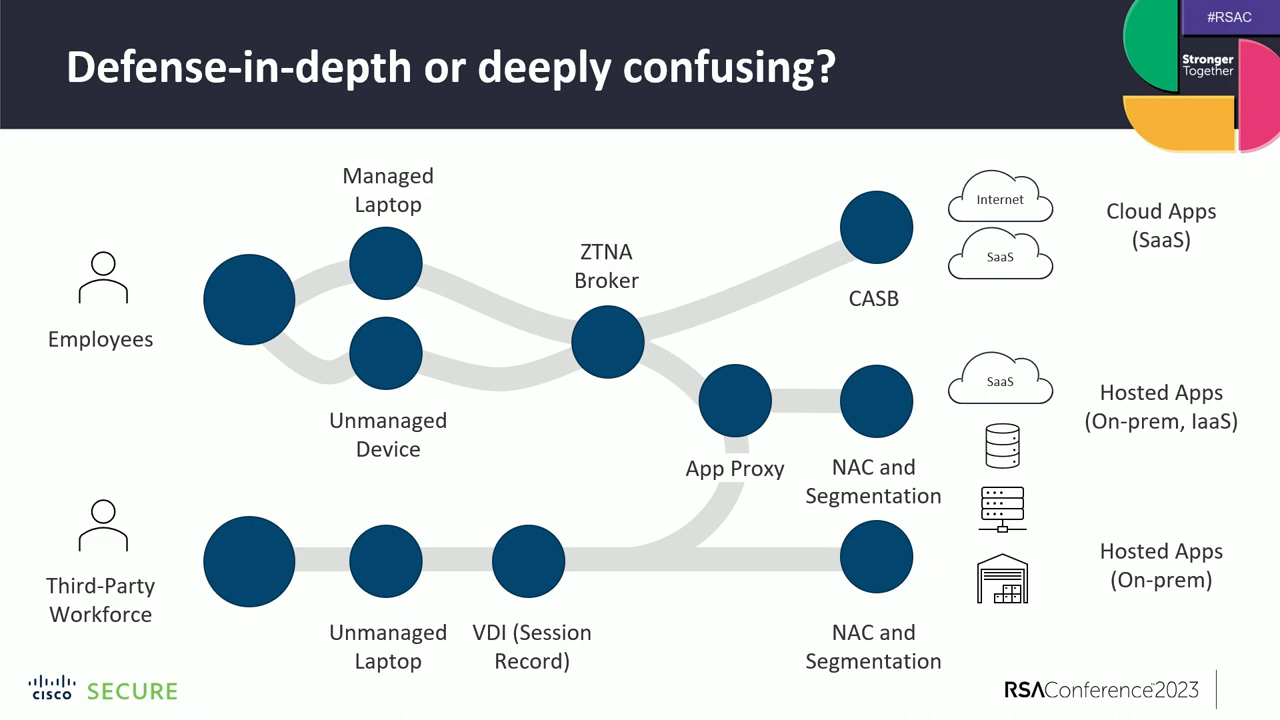 Defense-in-depth or deeply confusing?
#RSAC
Stronger
Together
Managed
Laptop
ZTNA
Broker
Internet
SaaS
Cloud Apps
(SaaS)
CASB
Employees
Unmanaged
Device
SaaS
Hosted Apps
(On-prem, IaaS)
App Proxy
NAC and
Segmentation
Third-Party
Workforce
Unmanaged
Laptop
VDI (Session
Record)
NAC and
Segmentation
Hosted Apps
(On-prem)
CISCO SECURE
RSAConference™2023